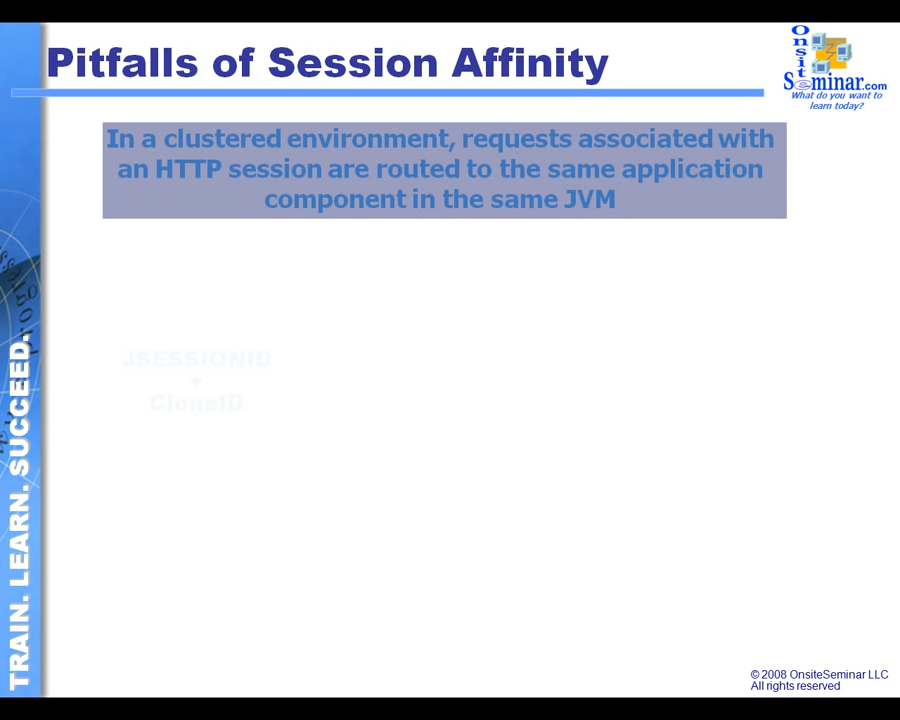 Pitfalls of Session Affinity
Onsite
Seminar.com
What do you want to
learn today?
In a clustered environment, requests associated with
an HTTP session are routed to the same application
component in the same JVM
JSESSIONID
+
CloneID
TRAIN. LEARN. SUCCEED.
© 2008 OnsiteSeminar LLC
All rights reserved